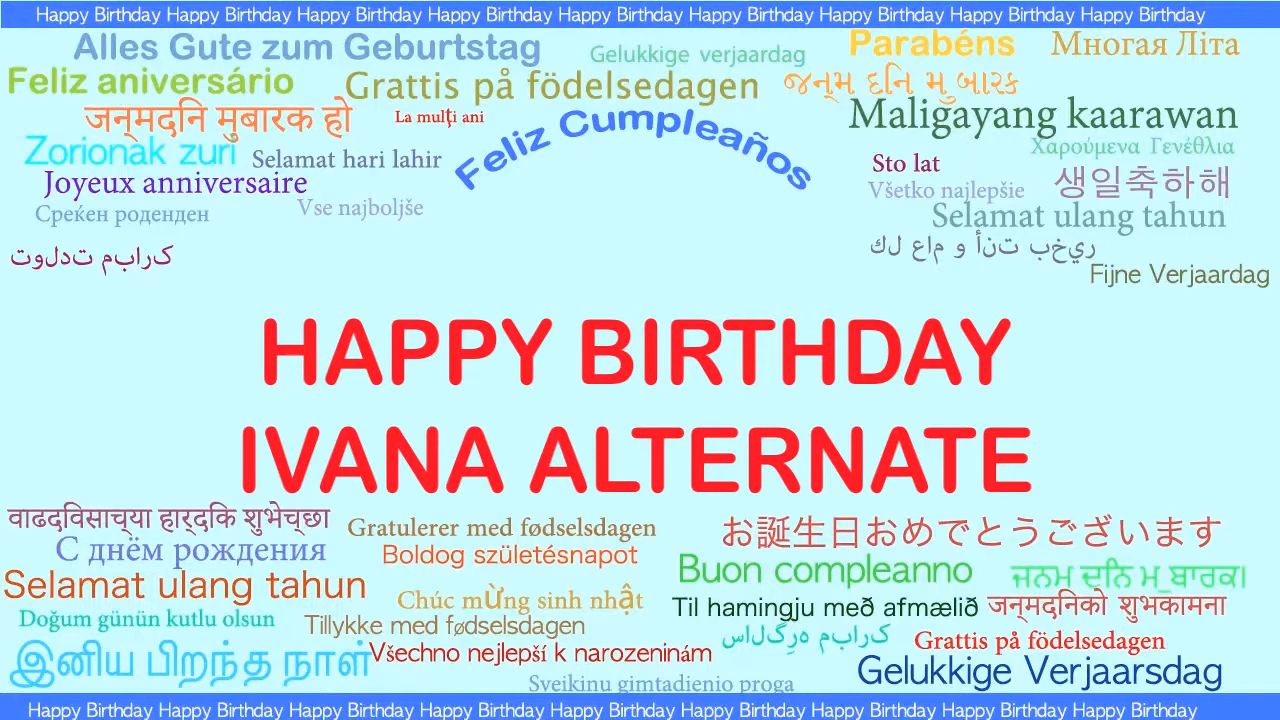 Happy Birthday Happy Birthday Happy Birthday Happy Birthday Happy Birthday Happy Birthday Happy Birthday Happy Birthday Happy Birthday
Alles Gute zum Geburtstag
Gelukkige verjaardag
Parabéns
Многая Літа
Feliz aniversário
Grattis på födelsedagen
જન્મ દિન મુબારક
जन्मदिन मुबारक हो
La mulţi ani
Feliz Cumpleaños
Maligayang kaarawan
Zorionak zuri
Selamat hari lahir
Χαρούμενα Γενέθλια
Sto lat
Joyeux anniversaire
Všetko najlepšie
생일축하해
Среќен роденден
Vse najboljše
Selamat ulang tahun
تولدت مبارک
كل عام و أنت بخير
Fijne Verjaardag
HAPPY BIRTHDAY
IVANA ALTERNATE
वाढदिवसाच्या हार्दिक शुभेच्छा
Gratulerer med fødselsdagen
お誕生日おめでとうございます
С днём рождения
Boldog születésnapot
Buon compleanno
ਜਨਮ ਦਿਨ ਮੁਬਾਰਕ।
Selamat ulang tahun
Chúc mừng sinh nhật
Til hamingju með afmælið
जन्मदिनको शुभकामना
Doğum günün kutlu olsun
Tillykke med fødselsdagen
سالگرہ مبارک
Grattis på födelsedagen
இனிய பிறந்த நாள்
Všechno nejlepší k narozeninám
Gelukkige Verjaarsdag
Sveikinu gimtadienio proga
Happy Birthday Happy Birthday Happy Birthday Happy Birthday Happy Birthday Happy Birthday Happy Birthday Happy Birthday Happy Birthday